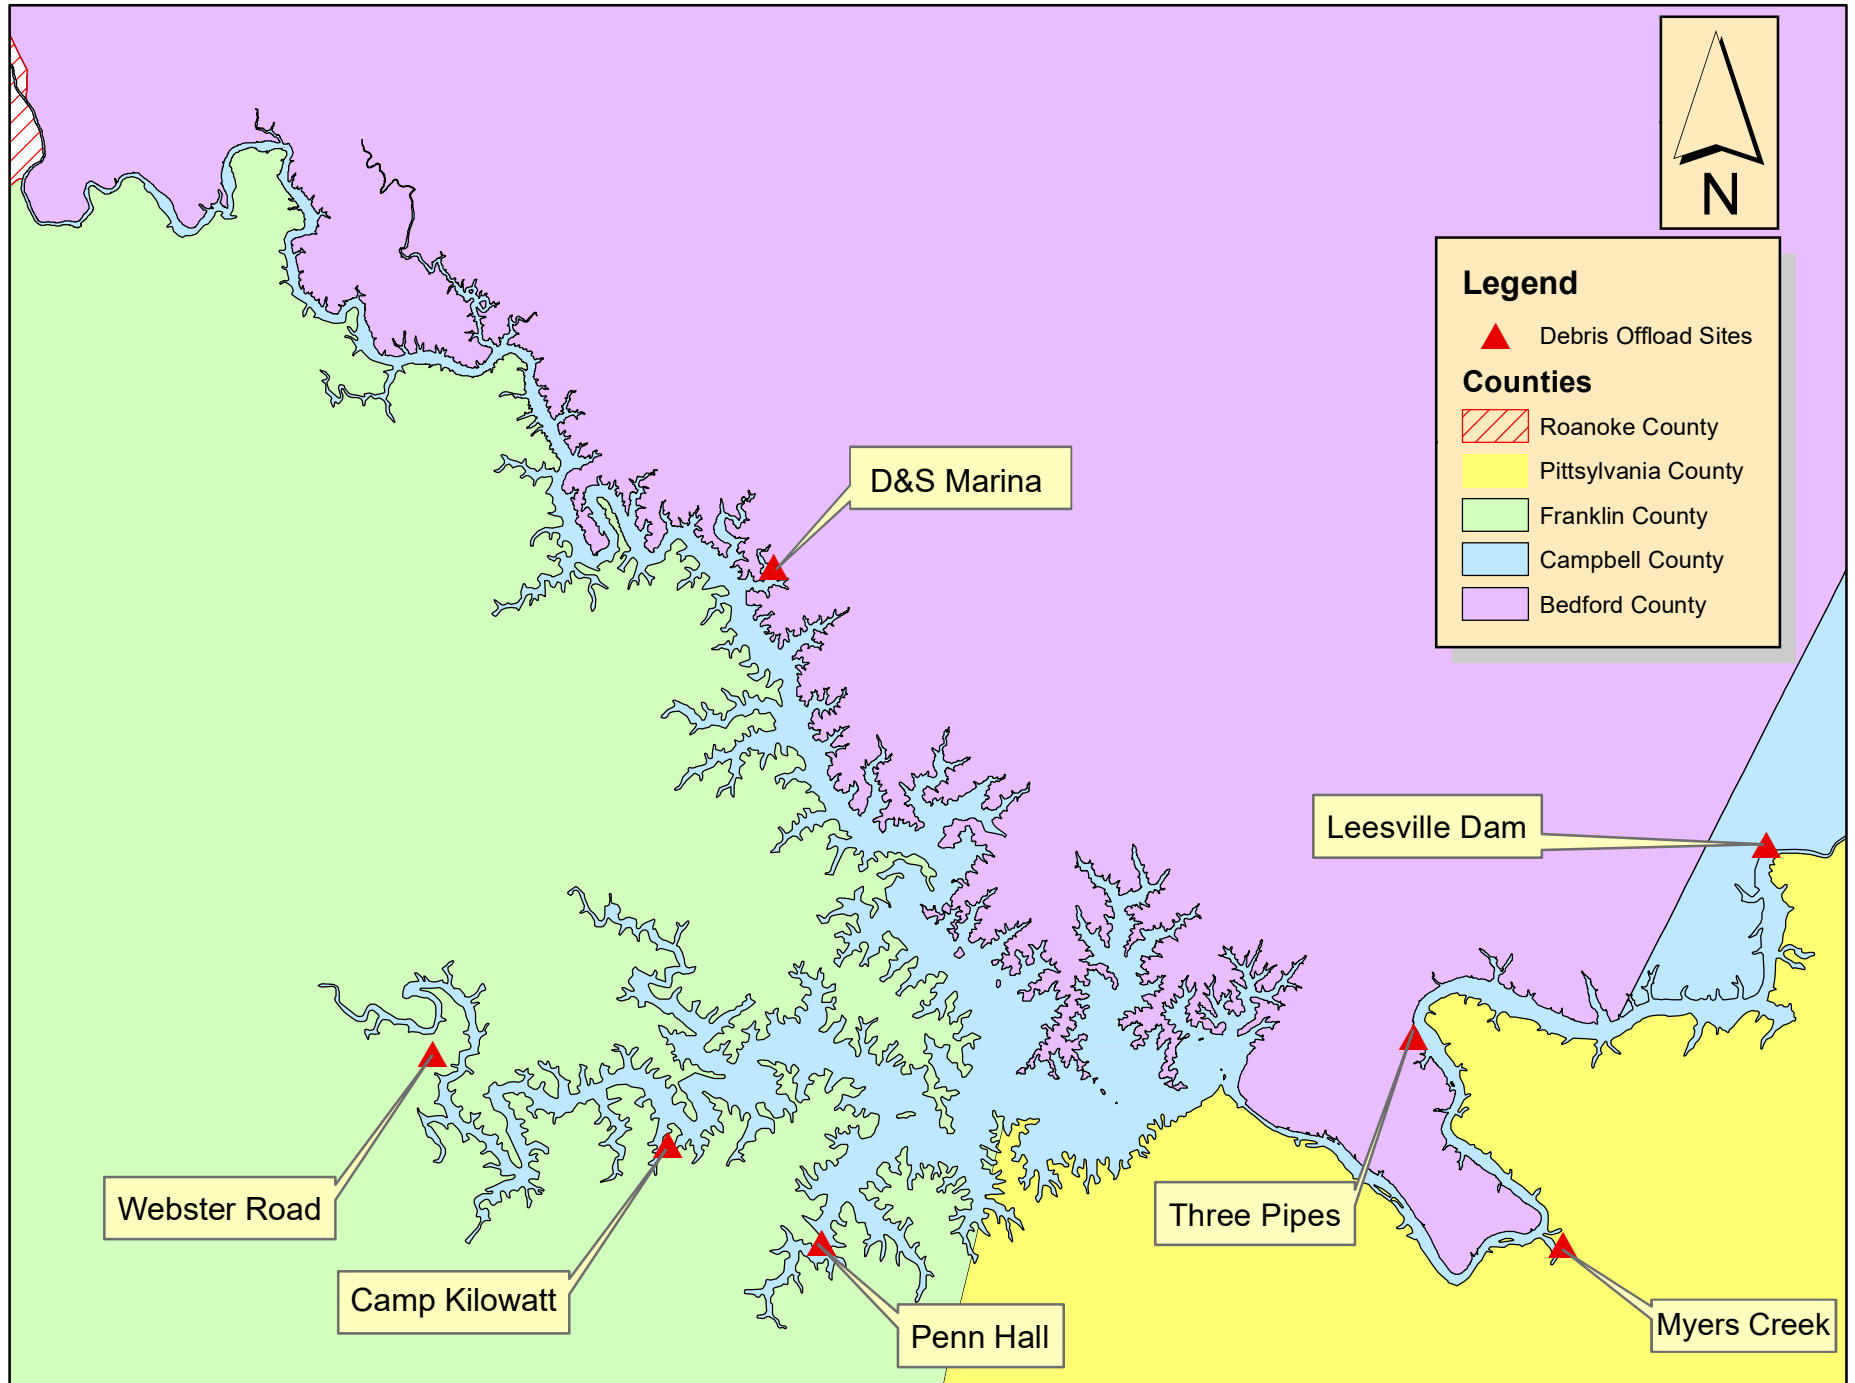 N
Legend
Debris Offload Sites
Counties
Roanoke County
Pittsylvania County
Franklin County
Campbell County
Bedford County
D&S Marina
Leesville Dam
Webster Road
Three Pipes
Camp Kilowatt
Penn Hall
Myers Creek